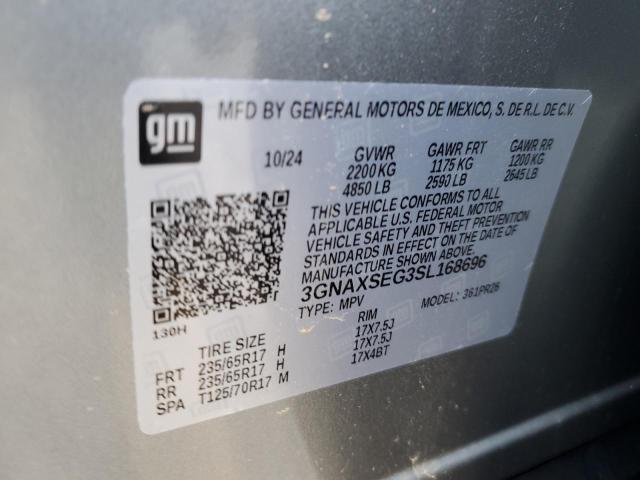 gm
MFD BY GENERAL MOTORS DE MEXICO, S. DE R.L. DE C.V.
10/24 GVWR GAWR FRT GAWR RR
2200 KG 1175 KG 1200 KG
4850 LB 2590 LB 2645 LB
THIS VEHICLE CONFORMS TO ALL
APPLICABLE U.S. FEDERAL MOTOR
VEHICLE SAFETY AND THEFT PREVENTION
STANDARDS IN EFFECT ON THE DATE OF
MANUFACTURE SHOWN ABOVE.
3GNAXSEG3SL168696
TYPE: MPV MODEL: 361PR26
130H
TIRE SIZE RIM
FRT 235/65R17 H 17X7.5J
RR 235/65R17 H 17X7.5J
SPA T125/70R17 M 17X4BT